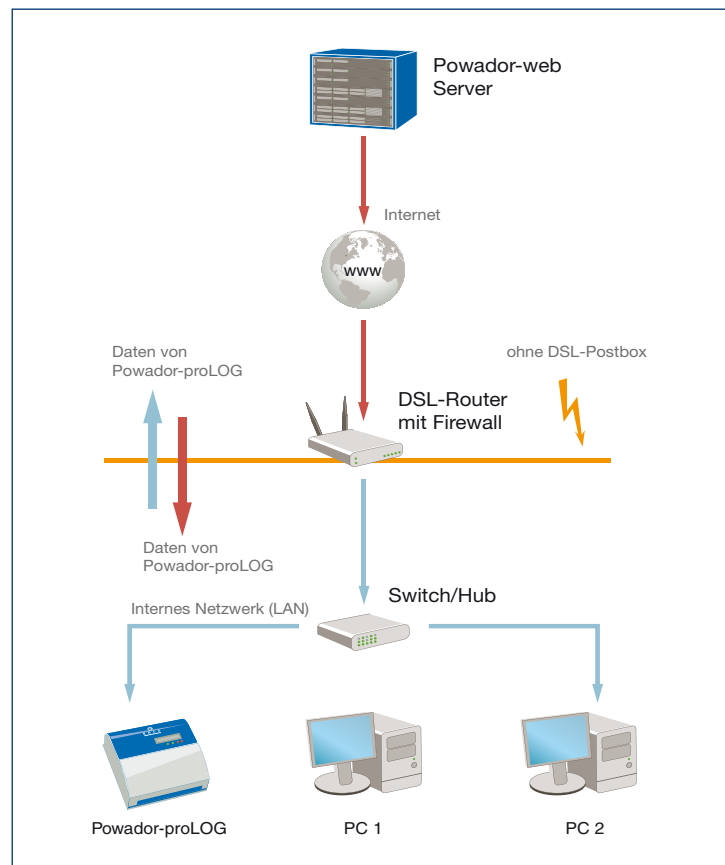 Powador-web
Server
Internet
www
Daten von
Powador-proLOG
ohne DSL-Postbox
DSL-Router
mit Firewall
Daten von
Powador-proLOG
Switch/Hub
Internes Netzwerk (LAN)
Powador-proLOG
PC 1
PC 2